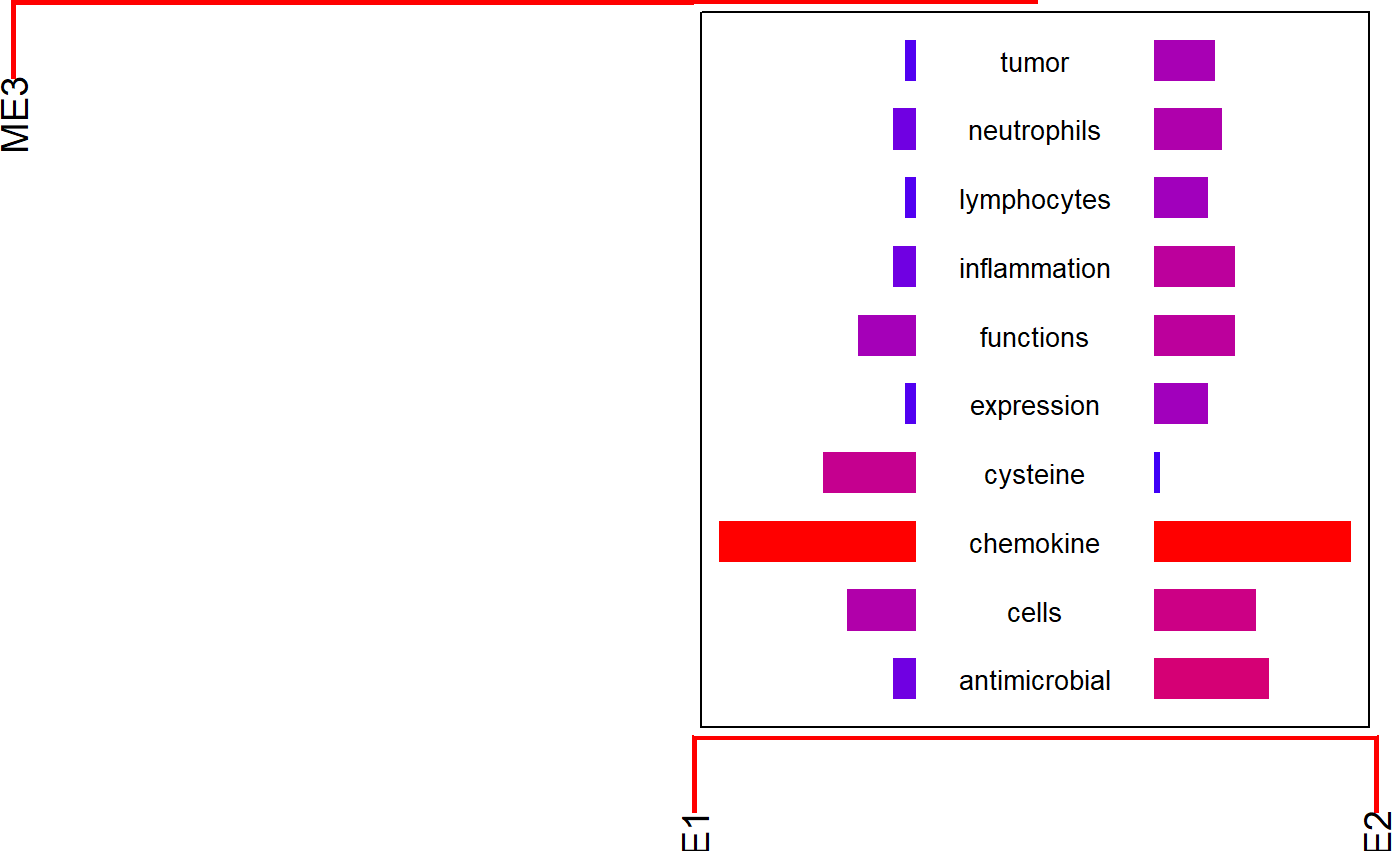 ME3
tumor
neutrophils
lymphocytes
inflammation
functions
expression
cysteine
chemokine
cells
antimicrobial
E1
E2